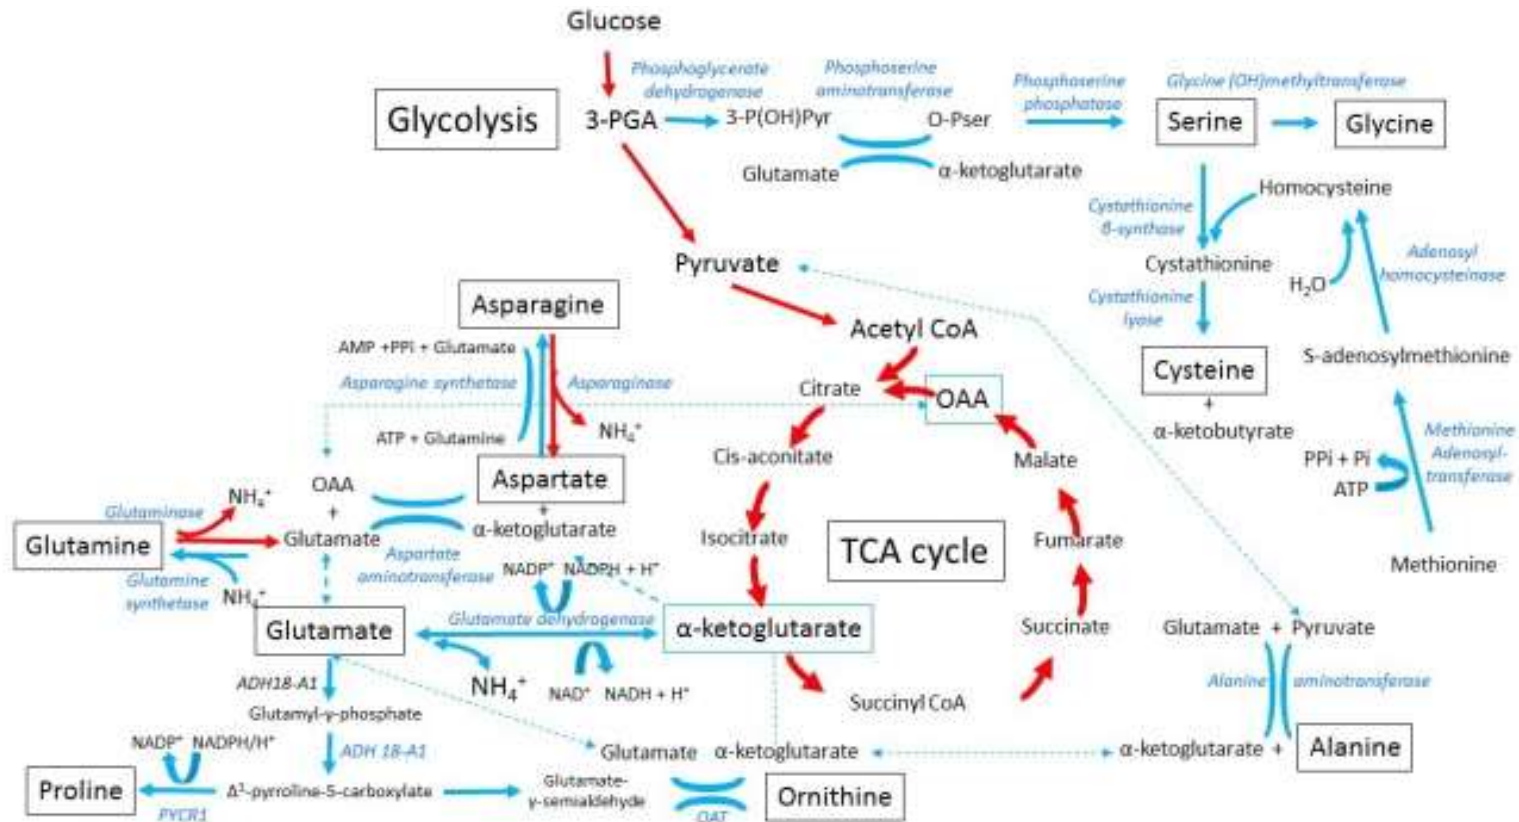 Glucose
Phosphoglycerate
dehydrogenase
Phosphoserine
aminotransferase
Phosphoserine
phosphatase
Glycine (OH)methyltransferase
Glycolysis
3-PGA
3-P(OH)Pyr
O-Pser
Serine
Glycine
Glutamate
α-ketoglutarate
Homocysteine
Cystathionine
β-synthase
Pyruvate
Cystathionine
H₂O
Adenosyl
homocysteinase
Asparagine
Cystathionine
lyase
Acetyl CoA
AMP +PPi + Glutamate
S-adenosylmethionine
Asparagine synthetase
Asparaginase
Citrate
OAA
Cysteine
+
α-ketobutyrate
ATP + Glutamine
NH₄⁺
Methionine
Adenosyl-
transferase
Cis-aconitate
Malate
PPi + Pi
ATP
OAA
+
Glutamate
Aspartate
+
α-ketoglutarate
NH₄⁺
Glutaminase
Glutamine
Glutamine
synthetase
NH₄⁺
Aspartate
aminotransferase
Isocitrate
TCA cycle
Fumarate
Methionine
NADP⁺ NADPH + H⁺
Glutamate dehydrogenase
Glutamate
α-ketoglutarate
Succinate
Glutamate + Pyruvate
NH₄⁺
NAD⁺ NADH + H⁺
ADH18-A1
Succinyl CoA
Alanine aminotransferase
Glutamyl-γ-phosphate
NADP⁺ NADPH/H⁺
ADH 18-A1
Glutamate α-ketoglutarate
α-ketoglutarate + Alanine
Proline
PYCR1
Δ¹-pyrroline-5-carboxylate
Glutamate-
γ-semialdehyde
OAT
Ornithine